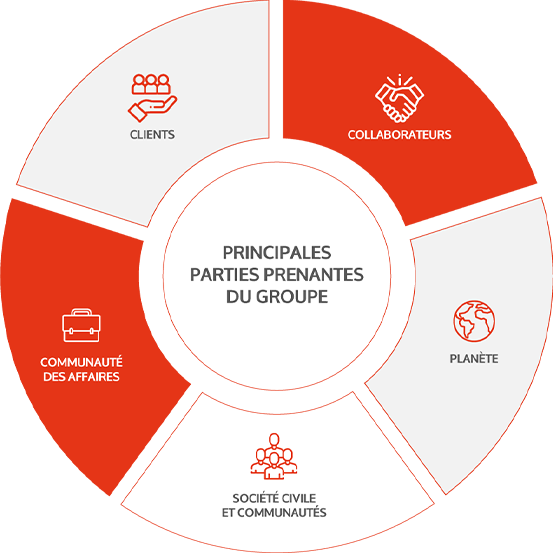 CLIENTS
COLLABORATEURS
PRINCIPALES
PARTIES PRENANTES
DU GROUPE
PLANÈTE
COMMUNAUTÉ
DES AFFAIRES
SOCIÉTÉ CIVILE
ET COMMUNAUTÉS